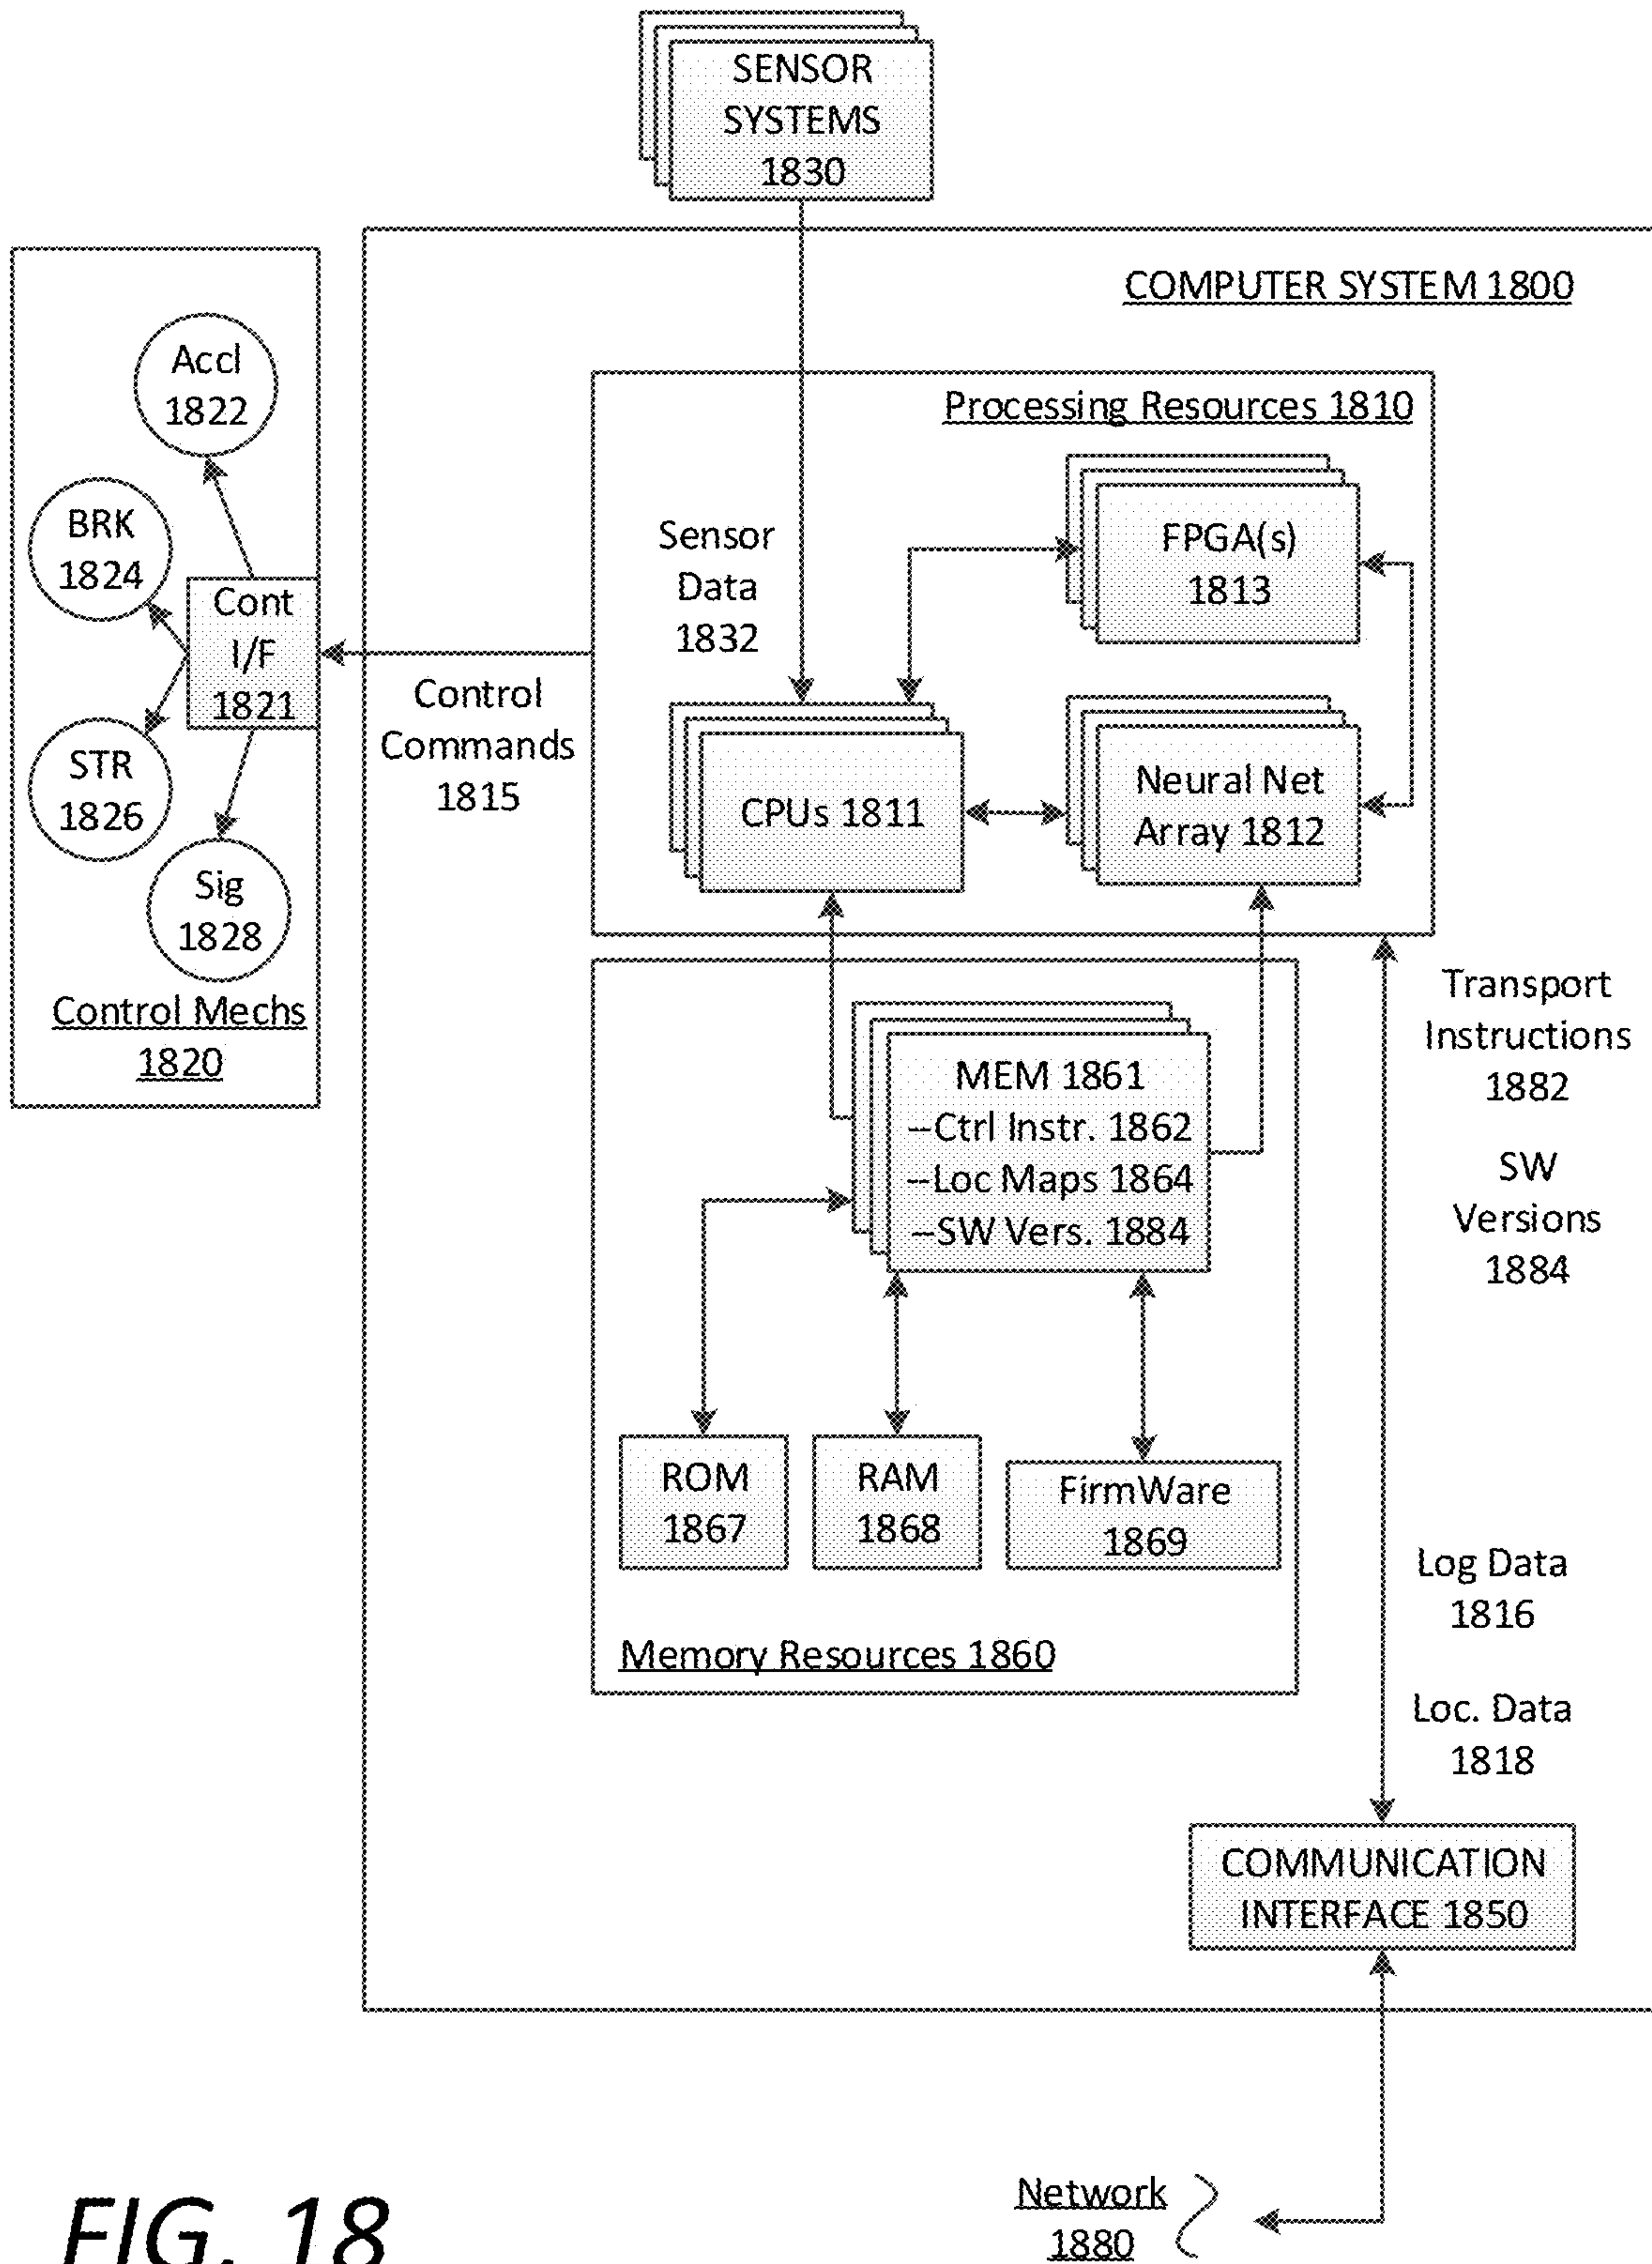 SENSOR
SYSTEMS
1830
COMPUTER SYSTEM 1800
Accl
1822
BRK
1824
Cont
I/F
1821
STR
1826
Sig
1828
Control Mechs
1820
Control
Commands
1815
Processing Resources 1810
Sensor
Data
1832
FPGA(s)
1813
CPUs 1811
Neural Net
Array 1812
MEM 1861
–Ctrl Instr. 1862
–Loc Maps 1864
–SW Vers. 1884
ROM
1867
RAM
1868
FirmWare
1869
Memory Resources 1860
Transport
Instructions
1882
SW
Versions
1884
Log Data
1816
Loc. Data
1818
COMMUNICATION
INTERFACE 1850
Network
1880
FIG. 18